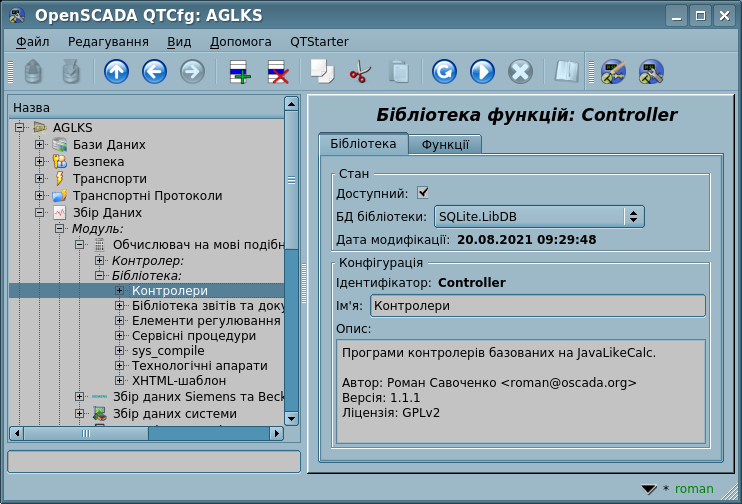 OpenSCADA QTCfg: AGLKS
Файл Редагування Вид Допомога QTStarter
Назва
AGLKS
Бази Даних
Безпека
Транспорти
Транспортні Протоколи
Збір Даних
Модуль:
Обчислювач на мові подібн
Контролер:
Бібліотека:
Контролери
Бібліотека звітів та доку
Елементи регулювання
Сервісні процедури
sys_compile
Технологічні апарати
XHTML-шаблон
Збір даних Siemens та Beck
Збір даних системи
Бібліотека функцій: Controller
Бібліотека Функції
Стан
Доступний:
БД бібліотеки: SQLite.LibDB
Дата модифікації: 20.08.2021 09:29:48
Конфігурація
Ідентифікатор: Controller
Ім'я: Контролери
Опис:
Програми контролерів базованих на JavaLikeCalc.
Автор: Роман Савоченко <roman@oscada.org>
Версія: 1.1.1
Ліцензія: GPLv2
* roman